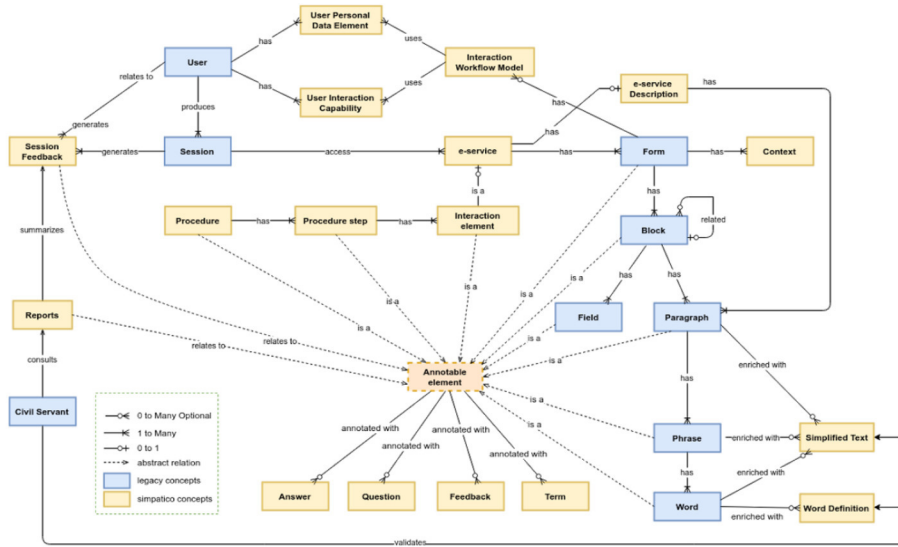 User Personal
Data Element
has
uses
User
Interaction
Workflow Model
has
e-service
Description
relates to
has
uses
User Interaction
Capability
produces
has
has
generates
Session
Feedback
generates
Session
access
e-service
has
Form
has
Context
is a
has
Procedure
has
Procedure step
has
Interaction
element
Block
related
summarizes
is a
has
has
is a
is a
Reports
is a
is a
Field
Paragraph
relates to
relates to
is a
is a
consults
Annotable
element
has
enriched with
Civil Servant
0 to Many Optional
1 to Many
0 to 1
abstract relation
legacy concepts
simpatico concepts
annotated with
annotated with
annotated with
annotated with
is a
Phrase
enriched with
Simplified Text
is a
has
enriched with
Answer
Question
Feedback
Term
Word
enriched with
Word Definition
validates